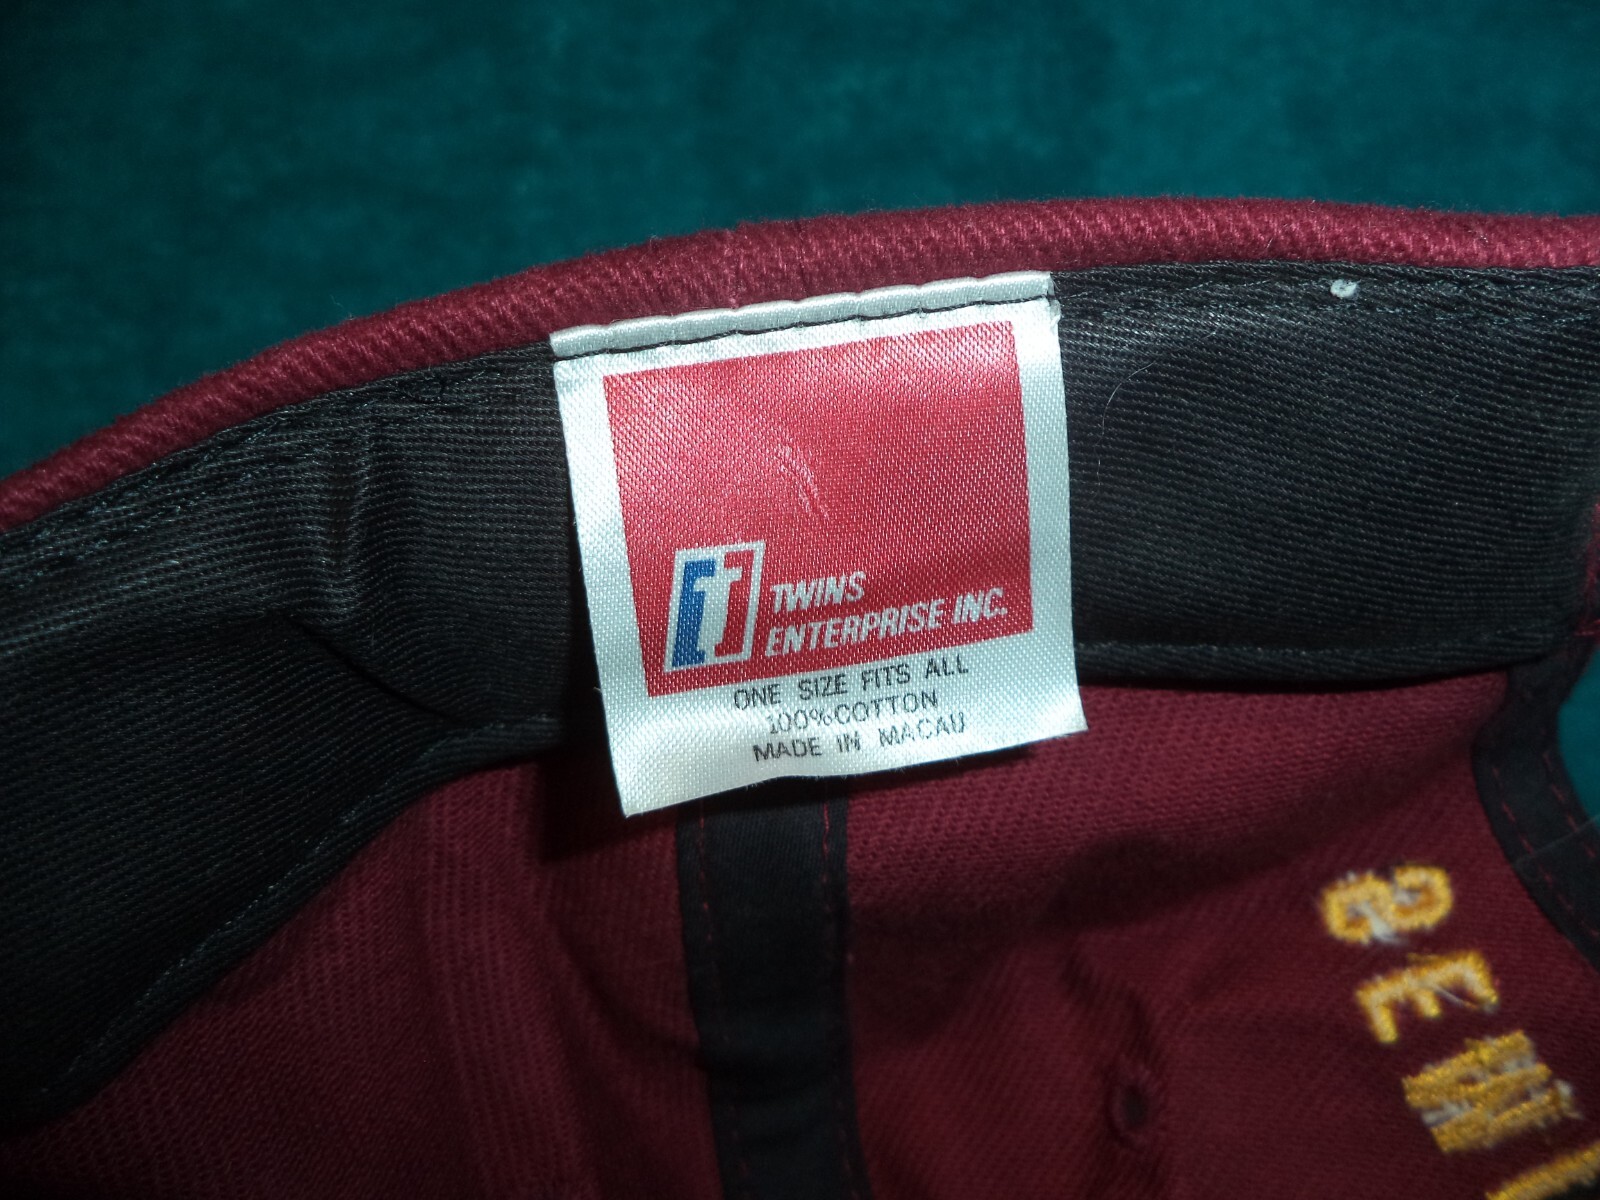 TWINS
ENTERPRISE INC.
ONE SIZE FITS ALL
100%COTTON
MADE IN MACAU